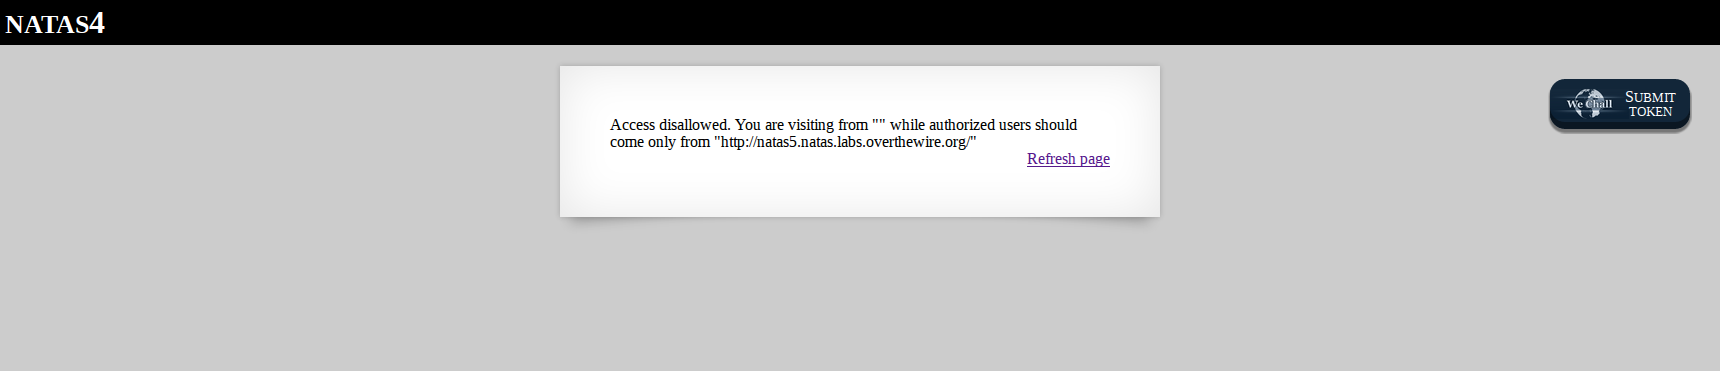 NATAS4
Access disallowed. You are visiting from "" while authorized users should
come only from "http://natas5.natas.labs.overthewire.org/"
Refresh page
We Chall
SUBMIT
TOKEN